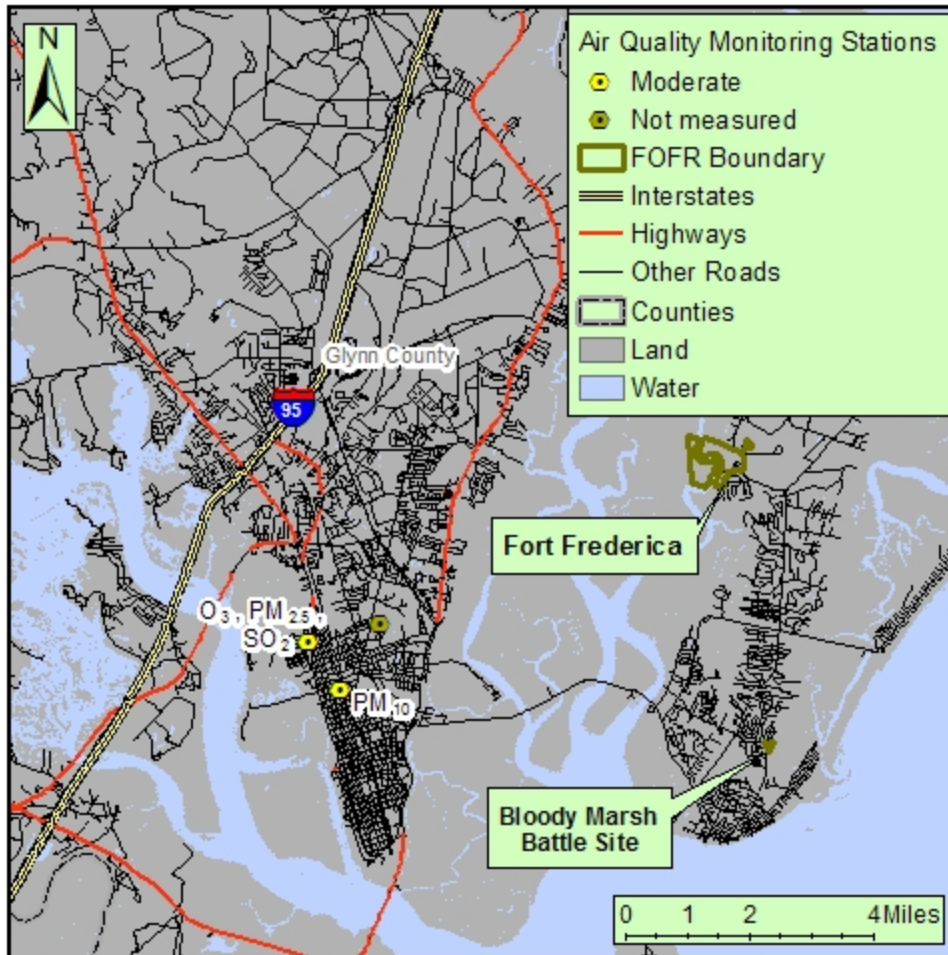 N
Air Quality Monitoring Stations
Moderate
Not measured
FOFR Boundary
Interstates
Highways
Other Roads
Counties
Land
Water
Glynn County
95
Fort Frederica
O3, PM2.5,
SO2
PM10
Bloody Marsh
Battle Site
0 1 2 4 Miles